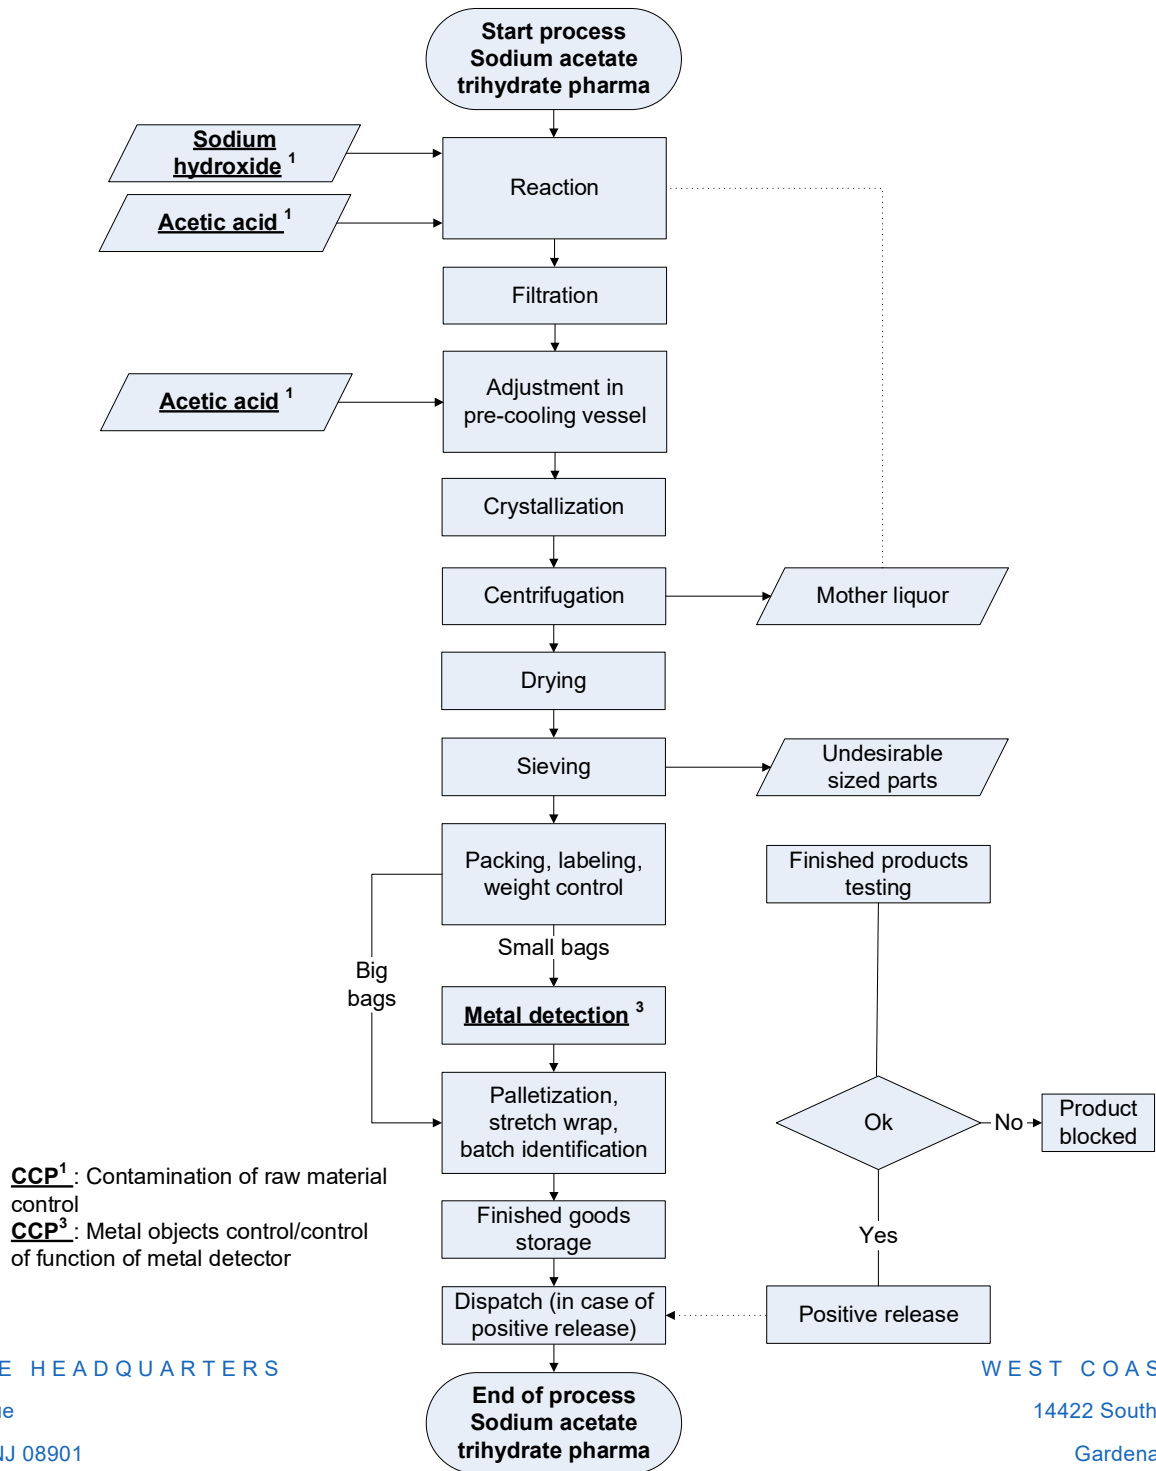 Start process
Sodium acetate
trihydrate pharma
Sodium
hydroxide 1
Reaction
Acetic acid 1
Filtration
Adjustment in
pre-cooling vessel
Acetic acid 1
Crystallization
Centrifugation
Mother liquor
Drying
Sieving
Undesirable
sized parts
Packing, labeling,
weight control
Finished products
testing
Small bags
Big
bags
Metal detection 3
Palletization,
stretch wrap,
batch identification
Ok
No
Product
blocked
CCP1 : Contamination of raw material
control
CCP3 : Metal objects control/control
of function of metal detector
Finished goods
storage
Yes
Dispatch (in case of
positive release)
Positive release
End of process
Sodium acetate
trihydrate pharma
E HEADQUARTERS
WEST COAS
14422 South
NJ 08901
Gardena